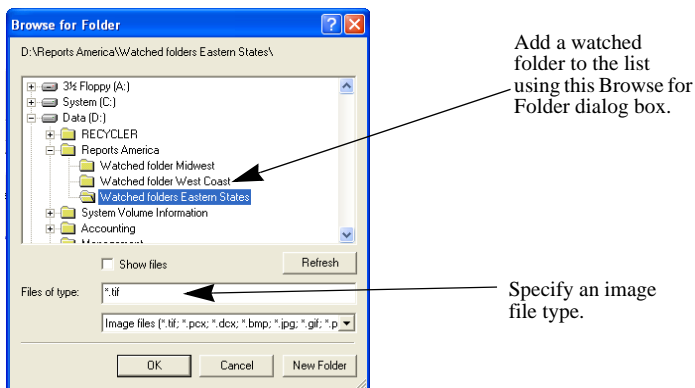 Browse for Folder
D:\Reports America\Watched folders Eastern States\
3½ Floppy (A:)
System (C:)
Data (D:)
RECYCLER
Reports America
Watched folder Midwest
Watched folder West Coast
Watched folders Eastern States
System Volume Information
Accounting
Show files
Refresh
Files of type:
*.tif
Image files (*.tif; *.pcx; *.dcx; *.bmp; *.jpg; *.gif; *.p
OK
Cancel
New Folder
Add a watched
folder to the list
using this Browse for
Folder dialog box.
Specify an image
file type.